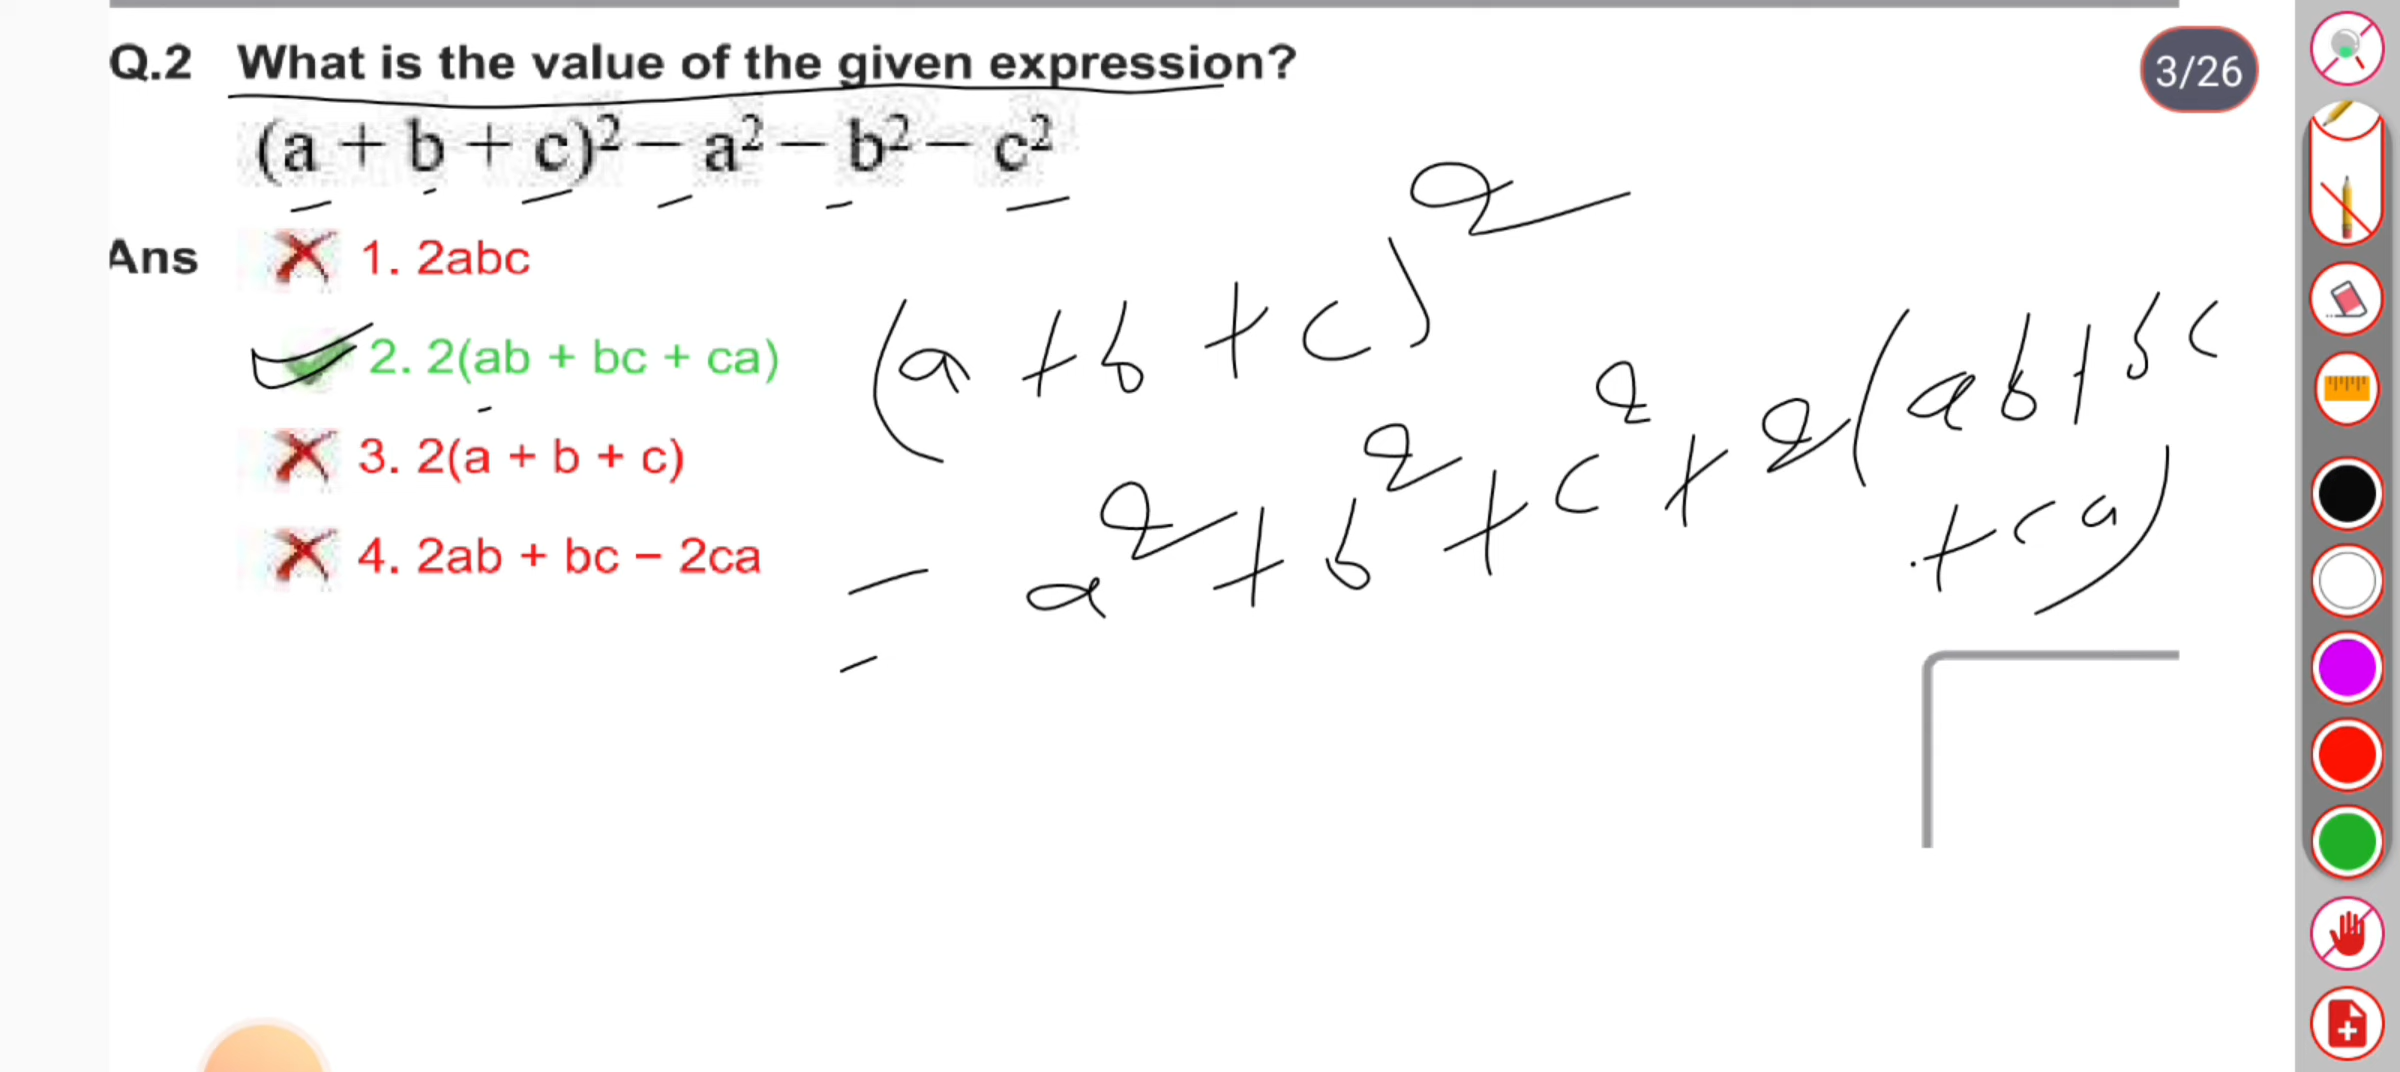 Q.2 What is the value of the given expression?
3/26
(a + b + c)² – a² – b² – c²
Ans 1. 2abc
2. 2(ab + bc + ca)
3. 2(a + b + c)
4. 2ab + bc – 2ca
(a + b + c)²
= a² + b² + c² + 2(ab + bc
+ ca)